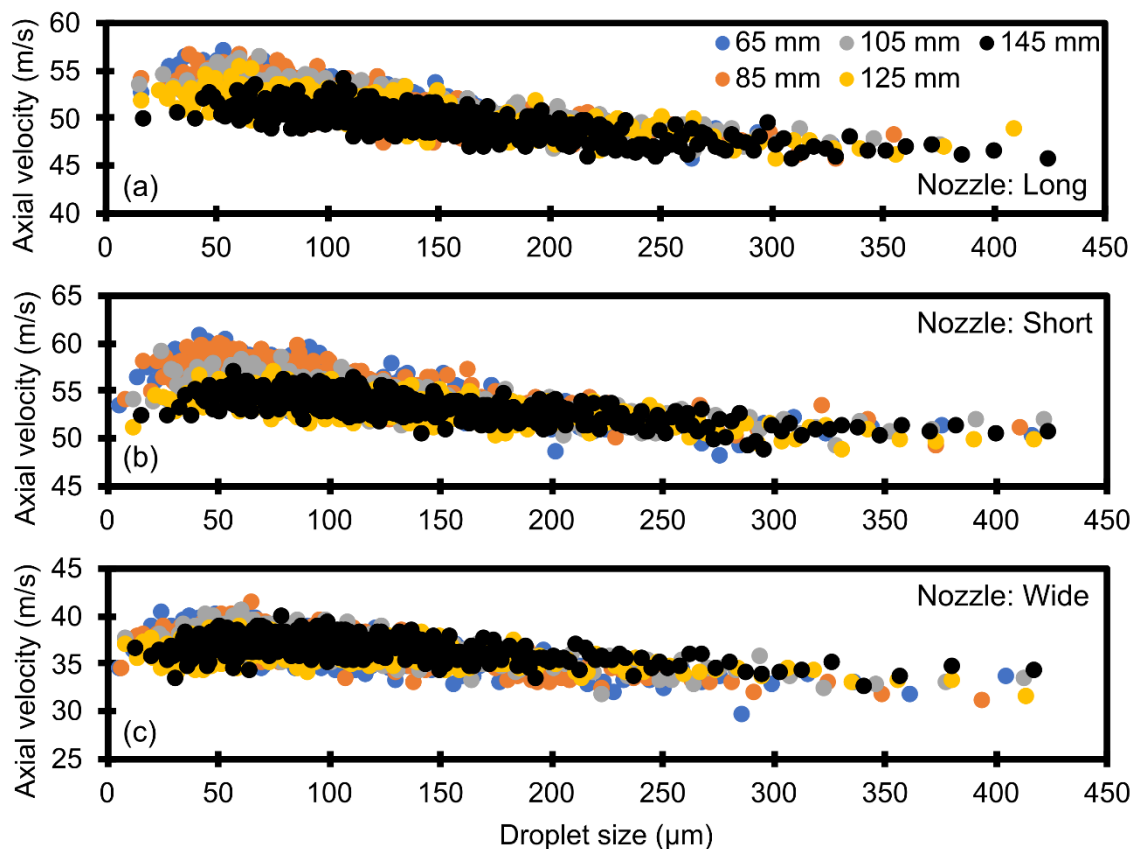 Axial velocity (m/s)
60
55
50
45
40
65 mm 105 mm 145 mm
85 mm 125 mm
(a)
Nozzle: Long
0 50 100 150 200 250 300 350 400 450
Axial velocity (m/s)
65
60
55
50
45
Nozzle: Short
(b)
0 50 100 150 200 250 300 350 400 450
Axial velocity (m/s)
45
40
35
30
25
Nozzle: Wide
(c)
0 50 100 150 200 250 300 350 400 450
Droplet size (μm)